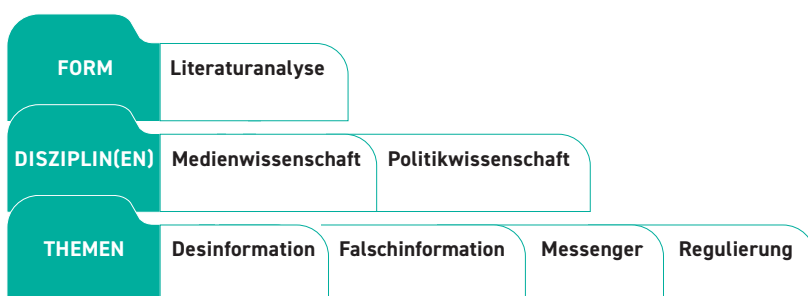 FORM Literaturanalyse
DISZIPLIN(EN) Medienwissenschaft Politikwissenschaft
THEMEN Desinformation Falschinformation Messenger Regulierung